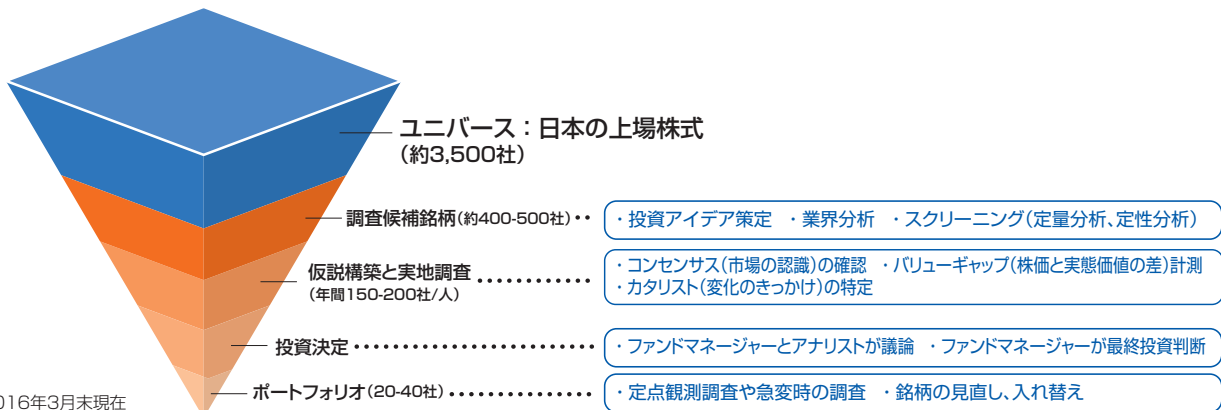 ユニバース：日本の上場株式
（約3,500社）
調査候補銘柄（約400-500社）
・投資アイデア策定 ・業界分析 ・スクリーニング（定量分析、定性分析）
仮説構築と実地調査
（年間150-200社/人）
・コンセンサス（市場の認識）の確認 ・バリューギャップ（株価と実態価値の差）計測
・カタリスト（変化のきっかけ）の特定
投資決定
・ファンドマネージャーとアナリストが議論 ・ファンドマネージャーが最終投資判断
ポートフォリオ（20-40社）
・定点観測調査や急変時の調査 ・銘柄の見直し、入れ替え
016年3月末現在